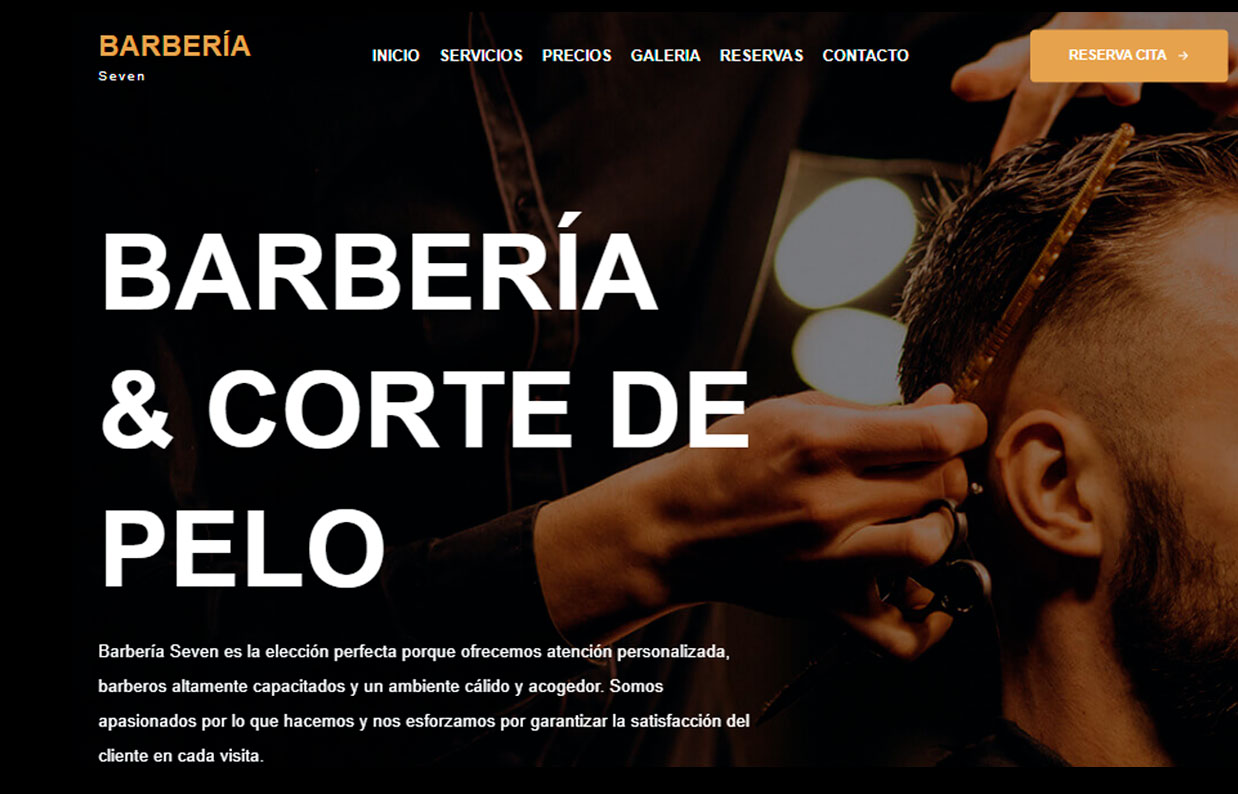 BARBERÍA
Seven
INICIO SERVICIOS PRECIOS GALERIA RESERVAS CONTACTO
RESERVA CITA →
BARBERÍA
& CORTE DE
PELO
Barbería Seven es la elección perfecta porque ofrecemos atención personalizada,
barberos altamente capacitados y un ambiente cálido y acogedor. Somos
apasionados por lo que hacemos y nos esforzamos por garantizar la satisfacción del
cliente en cada visita.